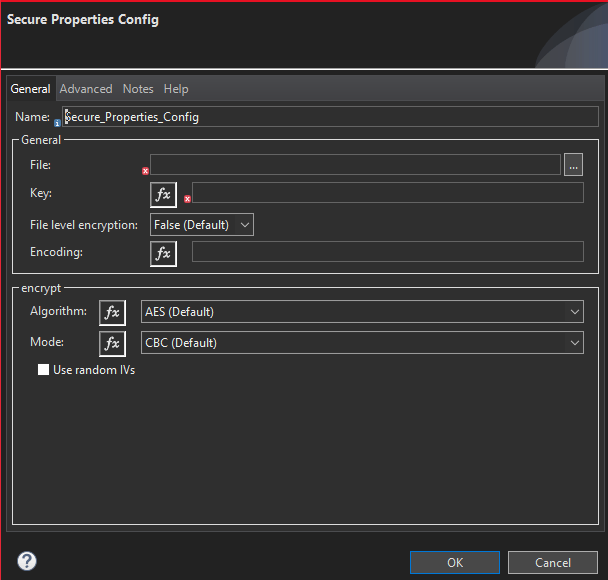 Secure Properties Config
General Advanced Notes Help
Name: Secure_Properties_Config
General
File: ...
Key: fx
File level encryption: False (Default)
Encoding: fx
encrypt
Algorithm: fx AES (Default)
Mode: fx CBC (Default)
Use random IVs
? OK Cancel